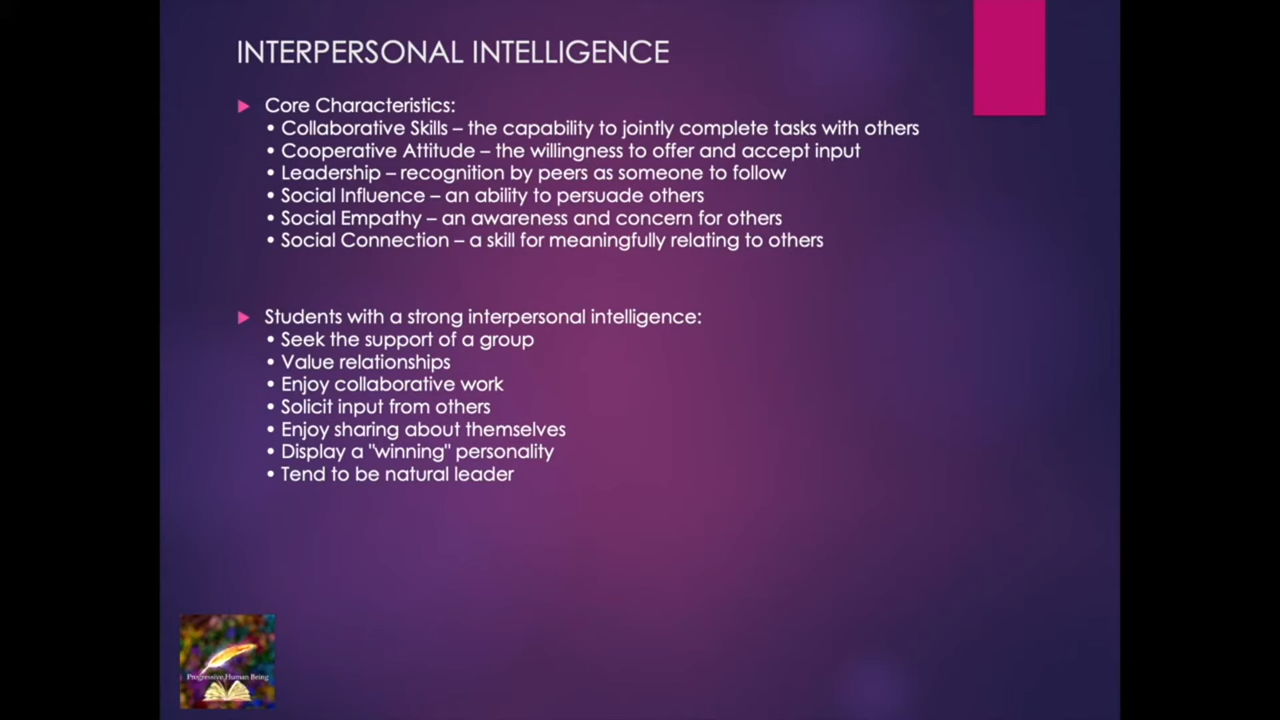 INTERPERSONAL INTELLIGENCE
Core Characteristics:
• Collaborative Skills – the capability to jointly complete tasks with others
• Cooperative Attitude – the willingness to offer and accept input
• Leadership – recognition by peers as someone to follow
• Social Influence – an ability to persuade others
• Social Empathy – an awareness and concern for others
• Social Connection – a skill for meaningfully relating to others
Students with a strong interpersonal intelligence:
• Seek the support of a group
• Value relationships
• Enjoy collaborative work
• Solicit input from others
• Enjoy sharing about themselves
• Display a "winning" personality
• Tend to be natural leader
Progressive Human Being